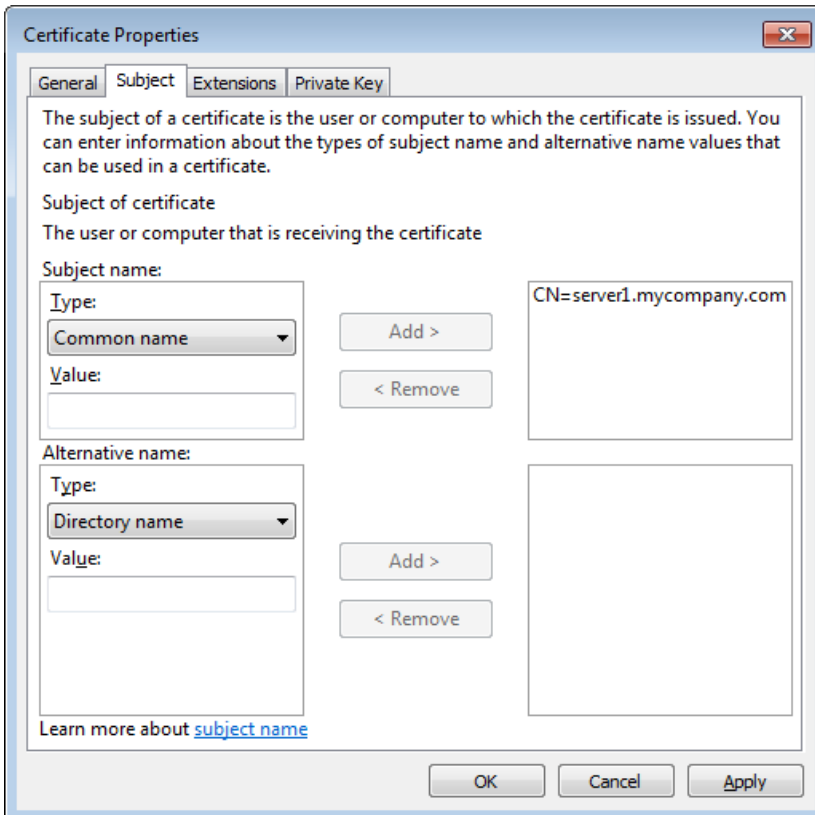 Certificate Properties
General Subject Extensions Private Key
The subject of a certificate is the user or computer to which the certificate is issued. You
can enter information about the types of subject name and alternative name values that
can be used in a certificate.
Subject of certificate
The user or computer that is receiving the certificate
Subject name:
Type:
Common name
Value:
Add >
< Remove
CN=server1.mycompany.com
Alternative name:
Type:
Directory name
Value:
Add >
< Remove
Learn more about subject name
OK Cancel Apply